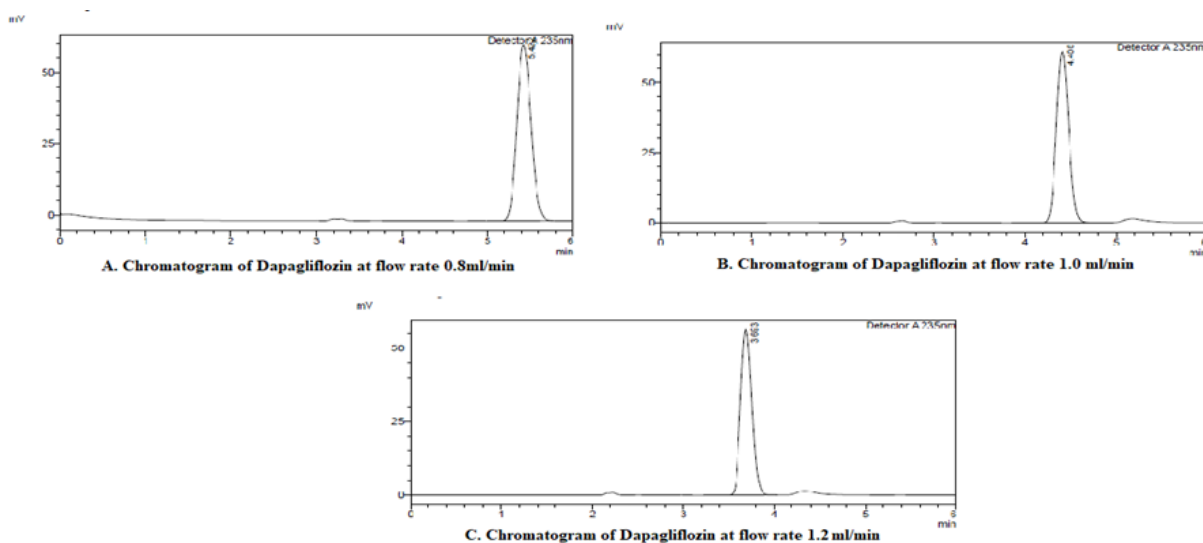 mV
Detector A 235nm
50
25
0
0 1 2 3 4 5 6
min
A. Chromatogram of Dapagliflozin at flow rate 0.8ml/min
mV
Detector A 235nm
4.406
50
25
0
0 1 2 3 4 5 6
min
B. Chromatogram of Dapagliflozin at flow rate 1.0 ml/min
mV
Detector A 235nm
50
25
0
0 1 2 3 4 5 6
min
C. Chromatogram of Dapagliflozin at flow rate 1.2 ml/min